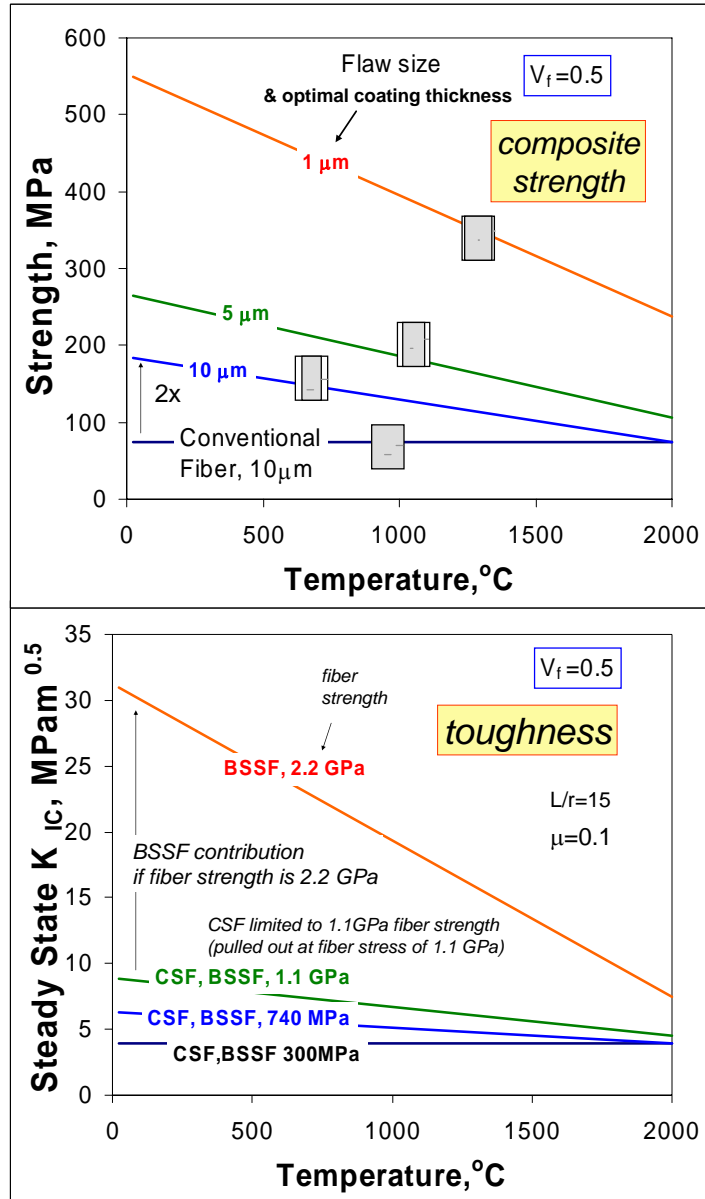 600
500
400
300
200
100
0
Strength, MPa
Flaw size
& optimal coating thickness
V f =0.5
composite
strength
1 μm
5 μm
10 μm
2x
Conventional
Fiber, 10μm
0 500 1000 1500 2000
Temperature,oC
35
30
25
20
15
10
5
0
Steady State K IC, MPam 0.5
V f =0.5
fiber
strength
toughness
BSSF, 2.2 GPa
L/r=15
μ=0.1
BSSF contribution
if fiber strength is 2.2 GPa
CSF limited to 1.1GPa fiber strength
(pulled out at fiber stress of 1.1 GPa)
CSF, BSSF, 1.1 GPa
CSF, BSSF, 740 MPa
CSF,BSSF 300MPa
0 500 1000 1500 2000
Temperature,oC